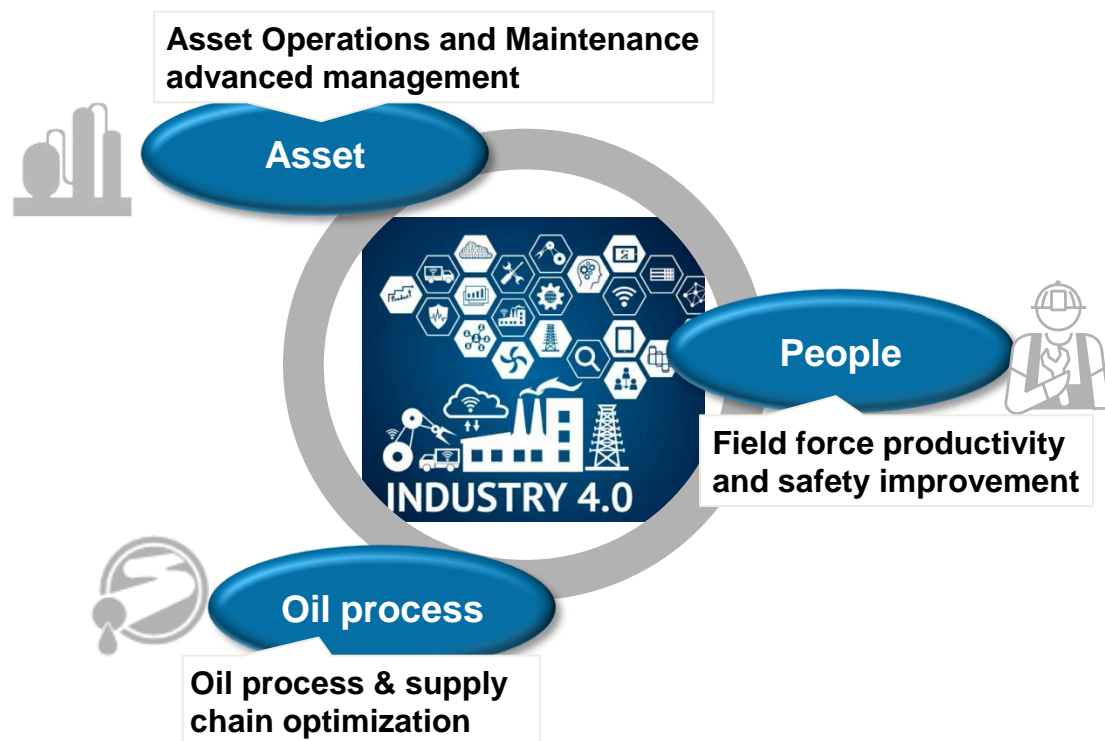 Asset Operations and Maintenance
advanced management
Asset
Product
People
Field force productivity
and safety improvement
INDUSTRY 4.0
Oil process
Oil process & supply
chain optimization